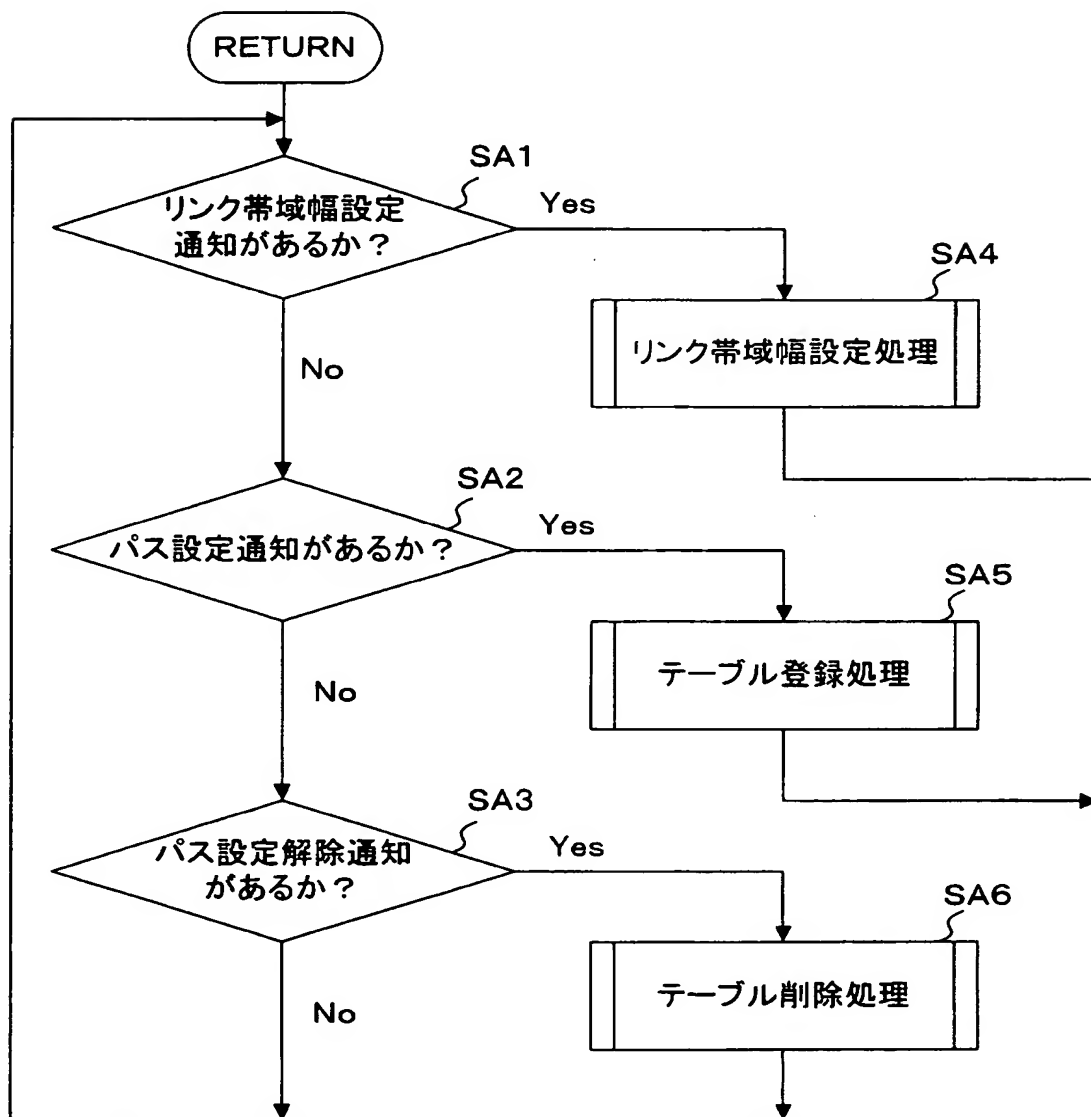 RETURN
SA1
リンク帯域幅設定
通知があるか？
Yes
SA4
リンク帯域幅設定処理
No
SA2
パス設定通知があるか？
Yes
SA5
テーブル登録処理
No
SA3
パス設定解除通知
があるか？
Yes
SA6
テーブル削除処理
No